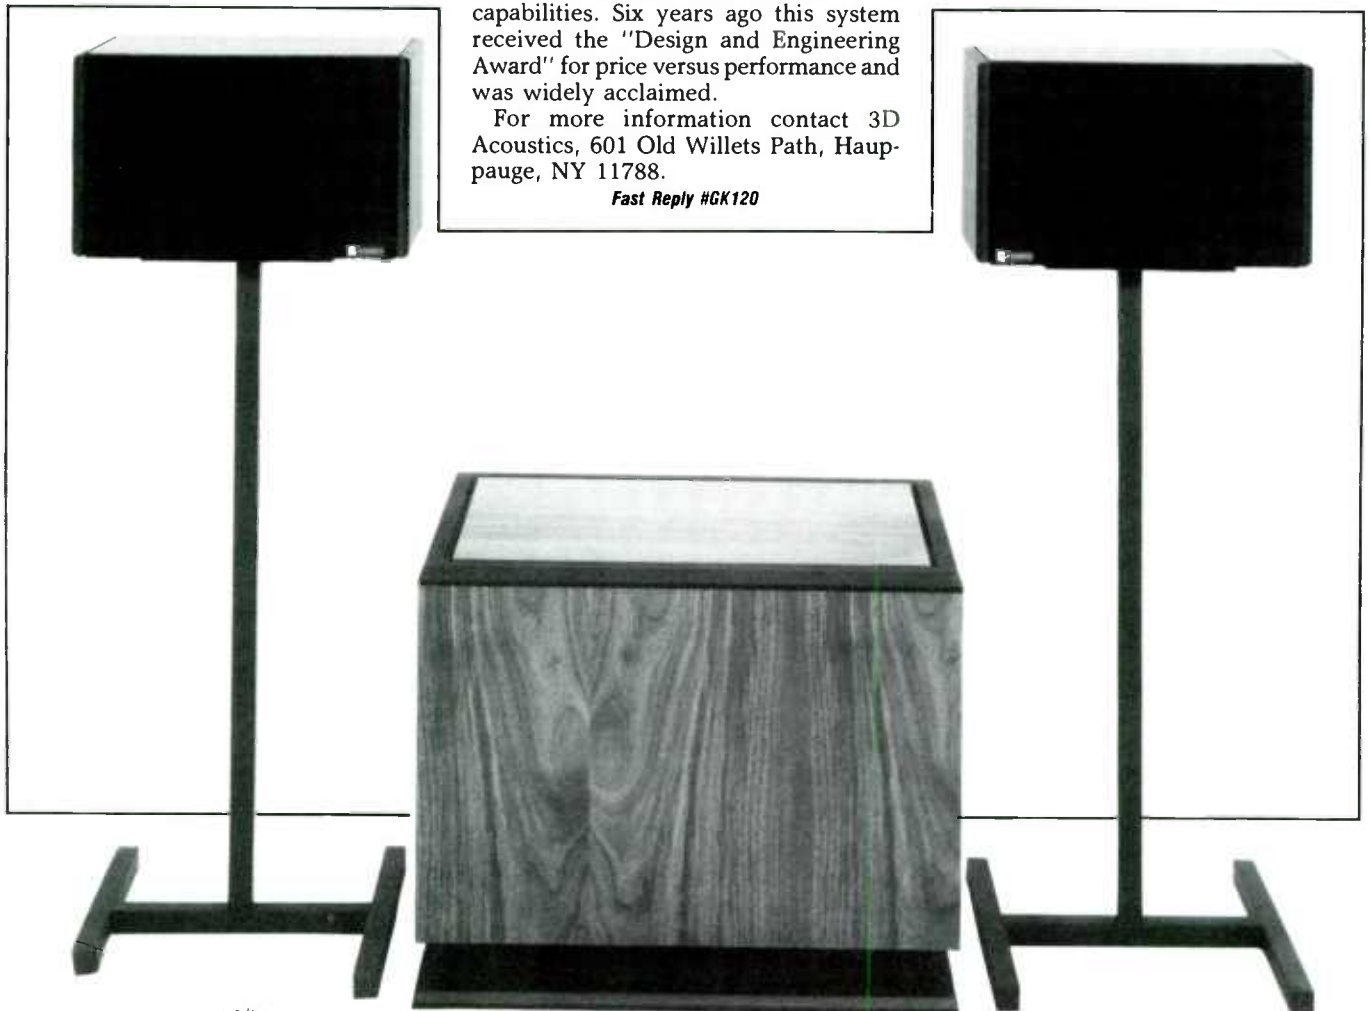 capabilities. Six years ago this system
received the "Design and Engineering
Award" for price versus performance and
was widely acclaimed.
For more information contact 3D
Acoustics, 601 Old Willets Path, Haup-
pauge, NY 11788.
Fast Reply #GK120